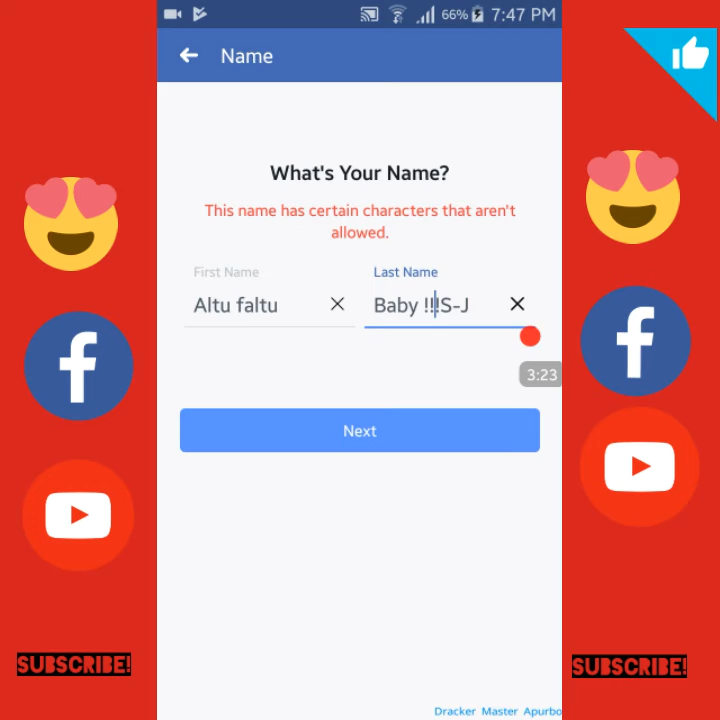 66% 7:47 PM
Name
What's Your Name?
This name has certain characters that aren't
allowed.
First Name
Last Name
Altu faltu
Baby !!!S-J
3:23
Next
SUBSCRIBE!
SUBSCRIBE!
Dracker Master Apurbo